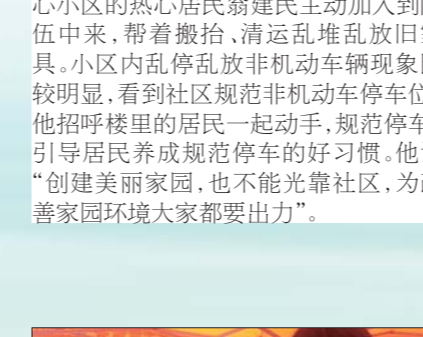 心小区的热心居民翁建民主动加入到
伍中来,帮着搬抬、清运乱堆乱放旧
具。小区内乱停乱放非机动车辆现象
较明显,看到社区规范非机动车停车位
他招呼楼里的居民一起动手,规范停车
引导居民养成规范停车的好习惯。他
“创建美丽家园,也不能光靠社区,为
善家园环境大家都要出力”。